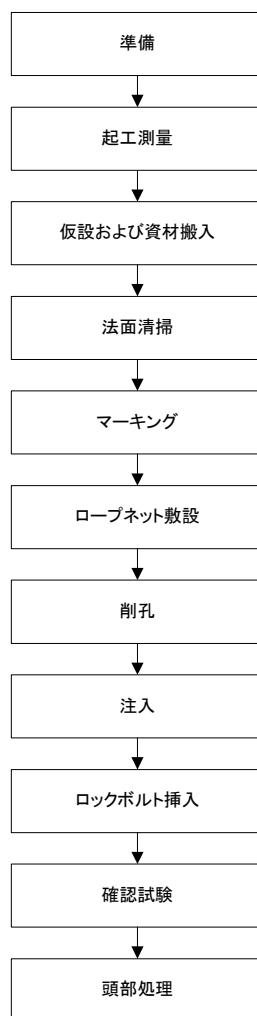 準備
起工測量
仮設および資材搬入
法面清掃
マーキング
ロープネット敷設
削孔
注入
ロックボルト挿入
確認試験
頭部処理